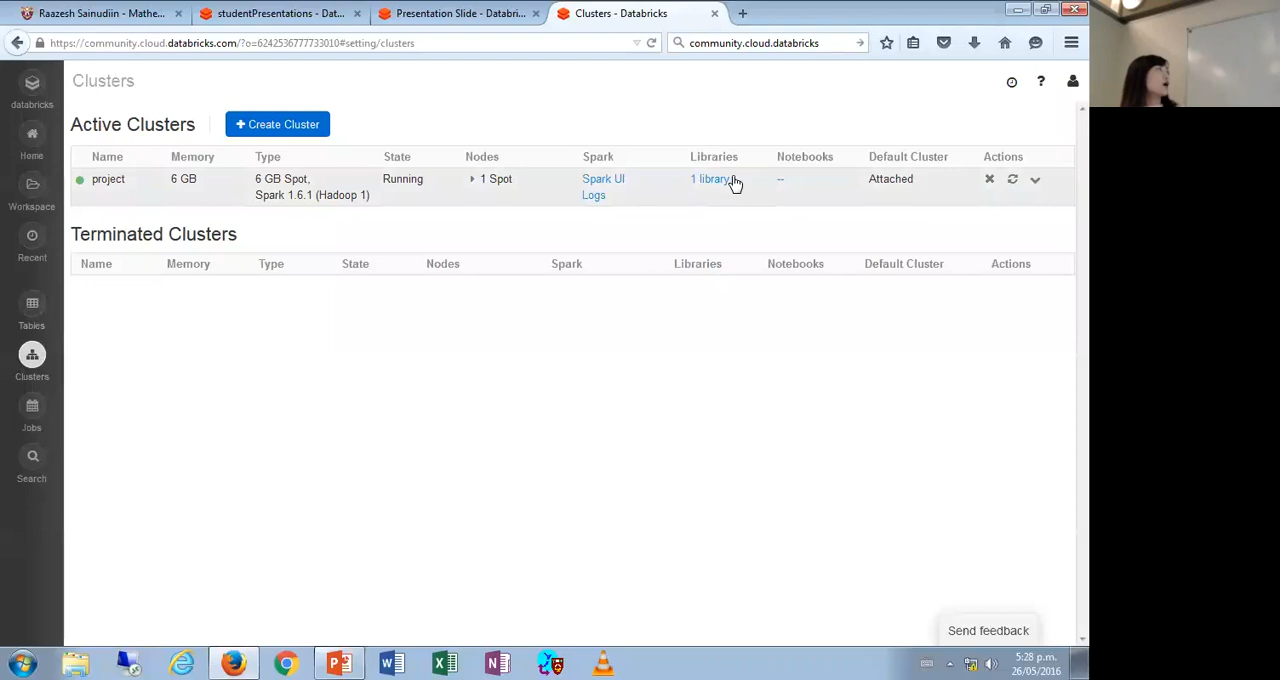 Raazesh Sainudiin - Mathe...
studentPresentations - Dat...
Presentation Slide - Databri...
Clusters - Databricks
https://community.cloud.databricks.com/?o=6242536777733010#setting/clusters
community.cloud.databricks
databricks
Home
Workspace
Recent
Tables
Clusters
Jobs
Search
Clusters
?
Active Clusters
+ Create Cluster
Name Memory Type State Nodes Spark Libraries Notebooks Default Cluster Actions
project 6 GB 6 GB Spot, Running 1 Spot Spark UI 1 library -- Attached
Spark 1.6.1 (Hadoop 1) Logs
Terminated Clusters
Name Memory Type State Nodes Spark Libraries Notebooks Default Cluster Actions
Send feedback
5:28 p.m.
26/05/2016